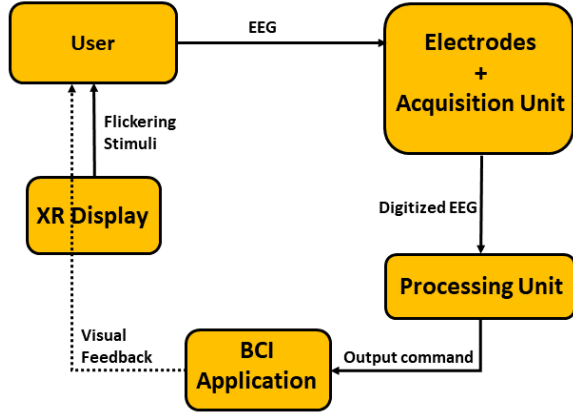 User
EEG
Electrodes
+
Acquisition Unit
Flickering
Stimuli
XR Display
Digitized EEG
Processing Unit
Visual
Feedback
BCI
Application
Output command